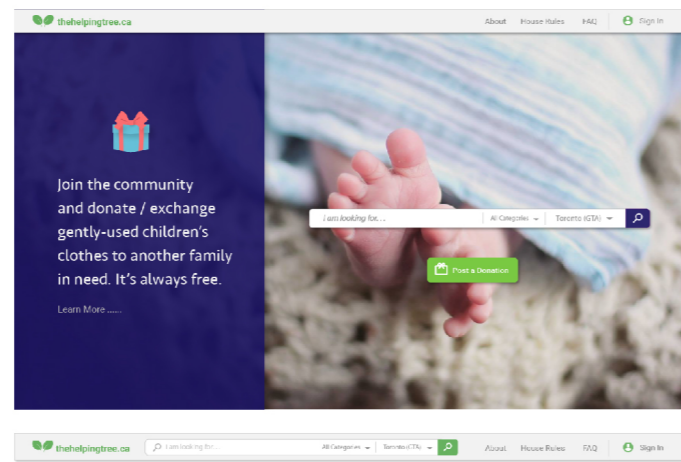 thehelpingtree.ca About House Rules FAQ Sign In
Join the community
and donate / exchange
gently-used children's
clothes to another family
in need. It's always free.
Learn More ......
I am looking for... All Categories Toronto (GTA)
Post a Donation
thehelpingtree.ca I am looking for... All Categories Toronto (GTA) About House Rules FAQ Sign In